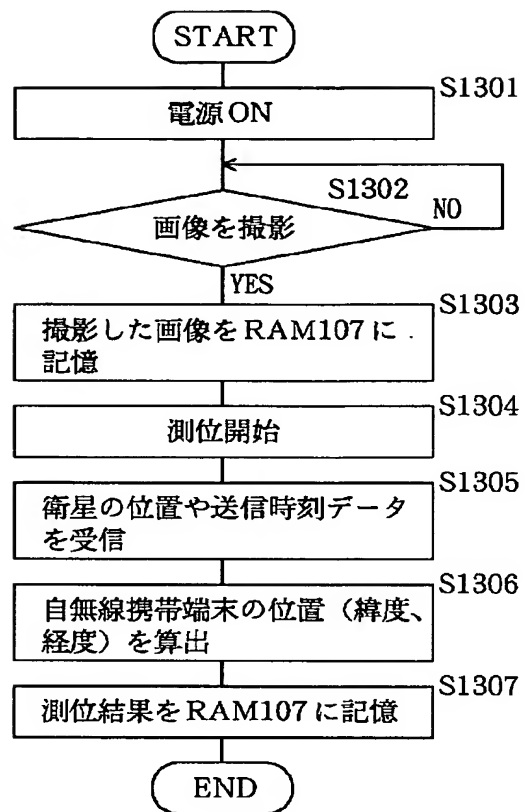 START
S1301
電源ON
S1302
画像を撮影
NO
YES
S1303
撮影した画像をRAM107に
記憶
S1304
測位開始
S1305
衛星の位置や送信時刻データ
を受信
S1306
自無線携帯端末の位置（緯度、
経度）を算出
S1307
測位結果をRAM107に記憶
END